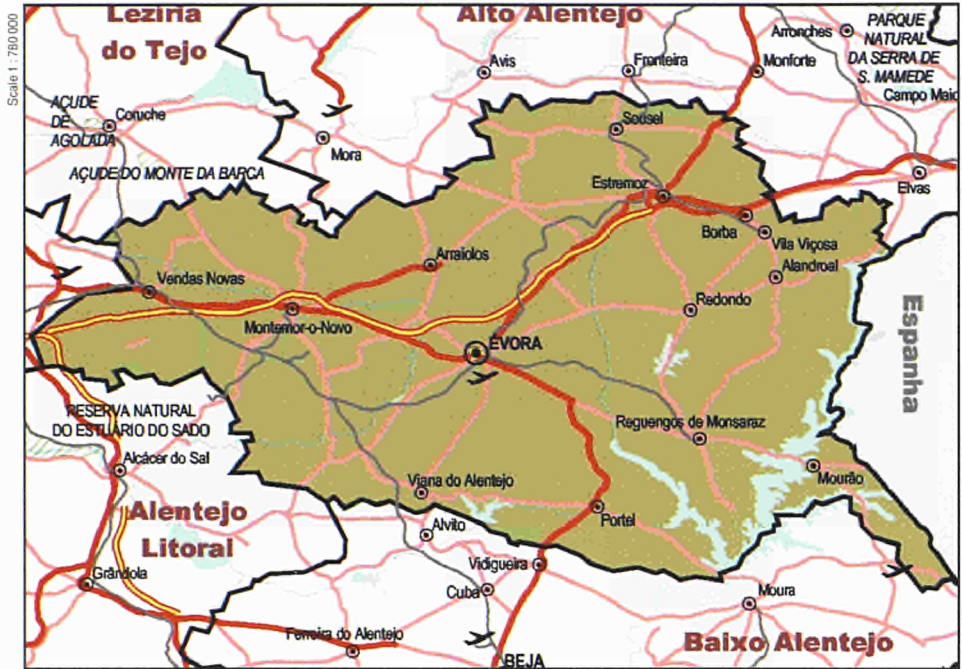 Scale 1 : 780 000
Lezíria
do Tejo
Alto Alentejo
Arronches
PARQUE
NATURAL
DA SERRA DE
S. MAMEDE
Avis
Fronteira
Monforte
Campo Maio
AÇUDE
DE
AGOLADA
Coruche
Sousel
Mora
AÇUDE DO MONTE DA BARCA
Estremoz
Elvas
Borba
Vila Viçosa
Arraiolos
Alandroal
Vendas Novas
Redondo
Montemor-o-Novo
ÉVORA
Espanha
RESERVA NATURAL
DO ESTUÁRIO DO SADO
Reguengos de Monsaraz
Alcácer do Sal
Mourão
Viana do Alentejo
Portel
Alentejo
Litoral
Alvito
Vidigueira
Grândola
Cuba
Moura
Ferreira do Alentejo
Baixo Alentejo
BEJA